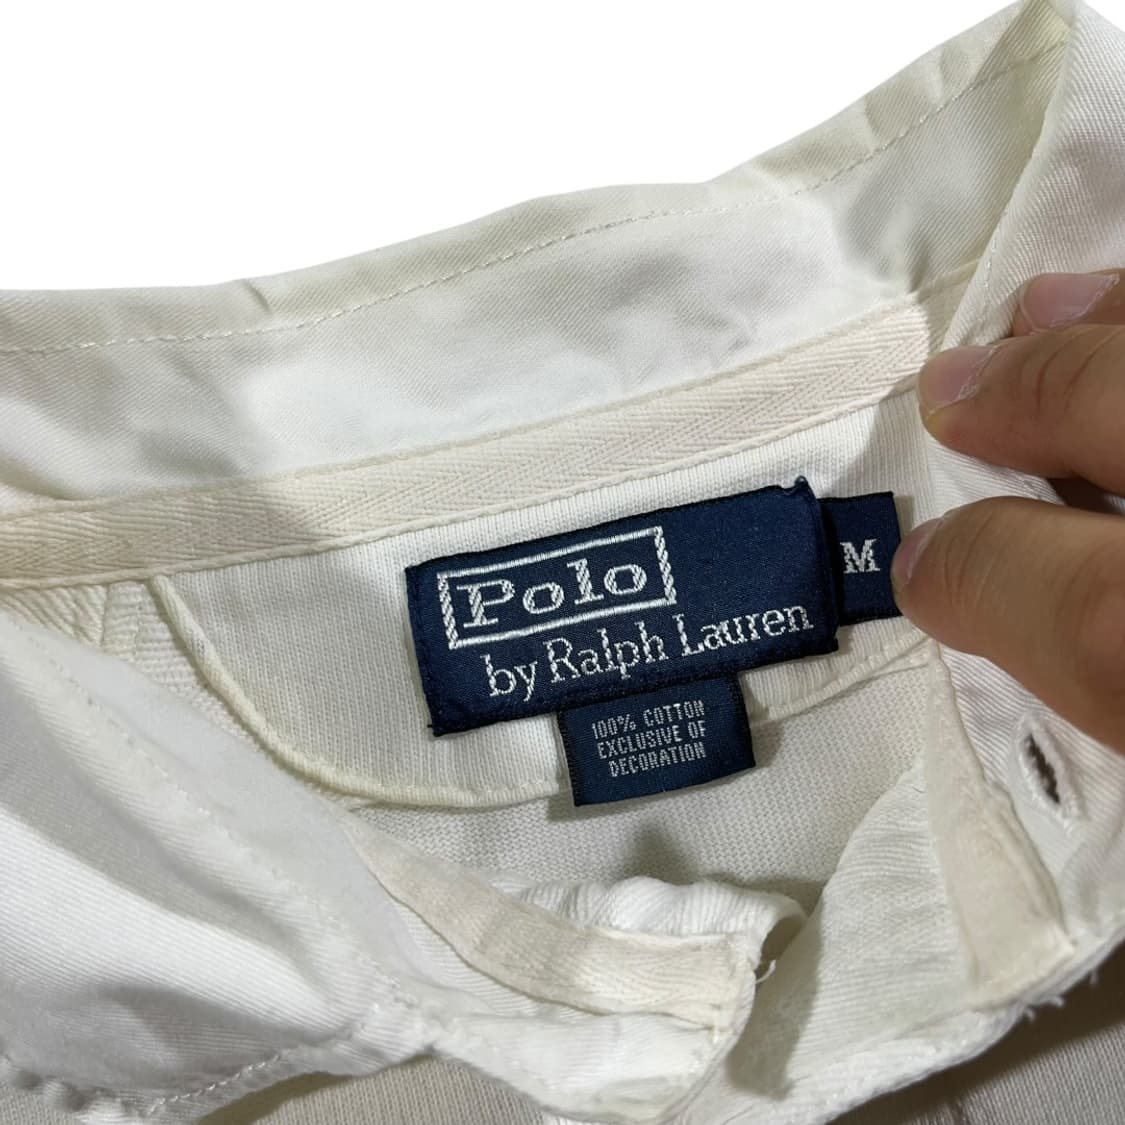 Polo
by Ralph Lauren
M
100% COTTON
EXCLUSIVE OF
DECORATION